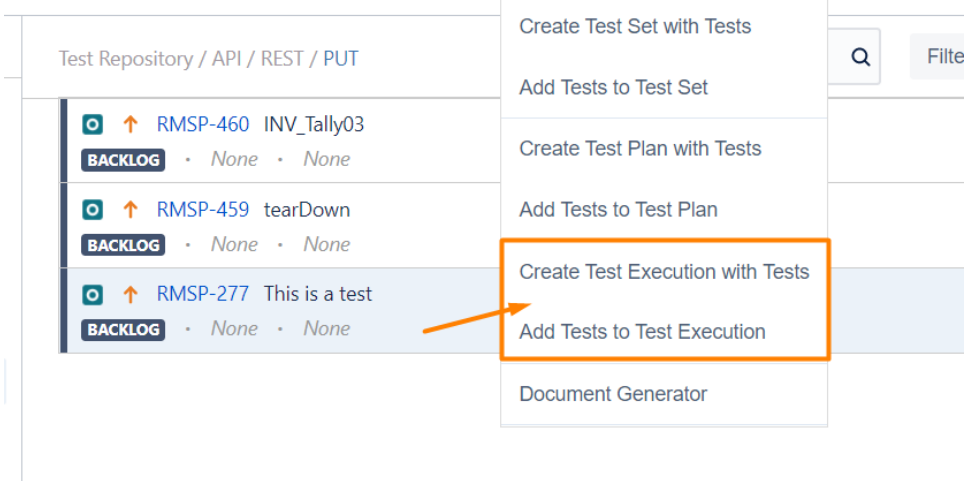 Test Repository / API / REST / PUT
Filte
RMSP-460 INV_Tally03
BACKLOG · None · None
RMSP-459 tearDown
BACKLOG · None · None
RMSP-277 This is a test
BACKLOG · None · None
Create Test Set with Tests
Add Tests to Test Set
Create Test Plan with Tests
Add Tests to Test Plan
Create Test Execution with Tests
Add Tests to Test Execution
Document Generator